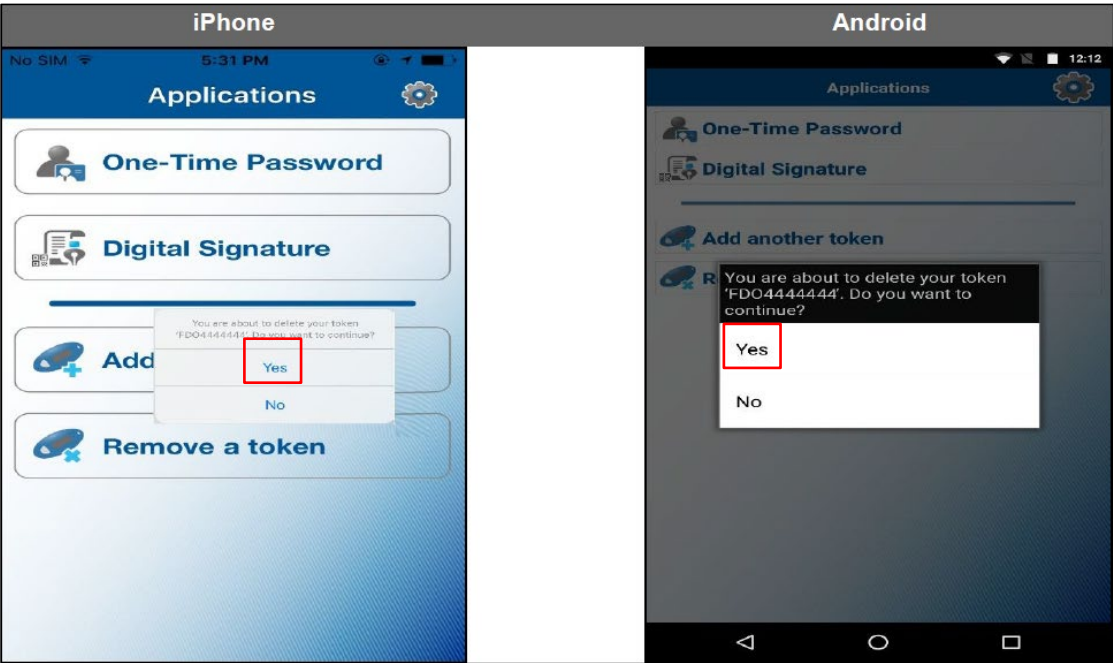 iPhone
Android
No SIM
5:31 PM
Applications
One-Time Password
Digital Signature
You are about to delete your token
'FDO4444444'. Do you want to continue?
Add
Yes
No
Remove a token
12:12
Applications
One-Time Password
Digital Signature
Add another token
R
You are about to delete your token
'FDO4444444'. Do you want to
continue?
Yes
No